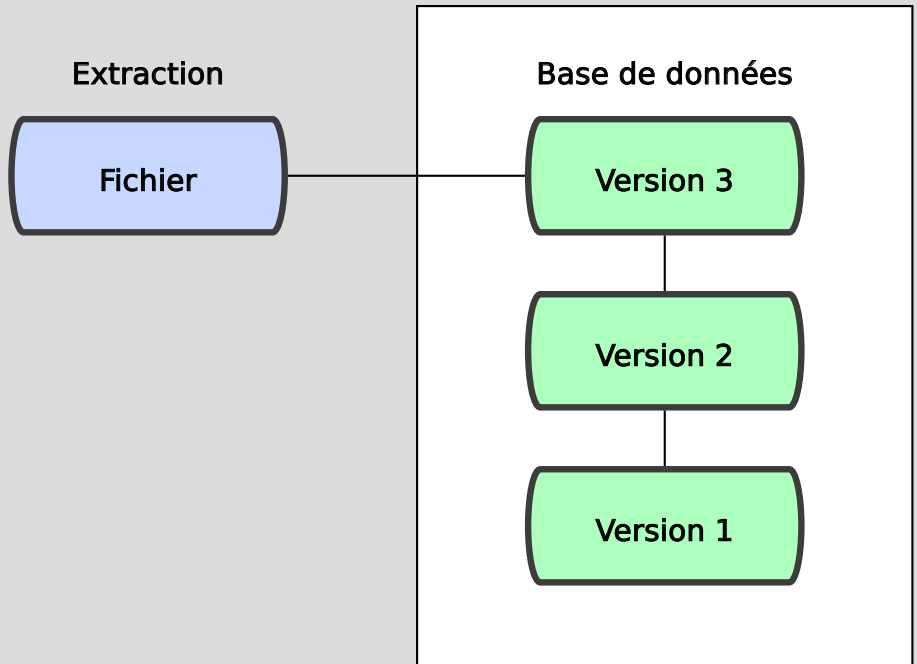 Extraction
Base de données
Fichier
Version 3
Version 2
Version 1